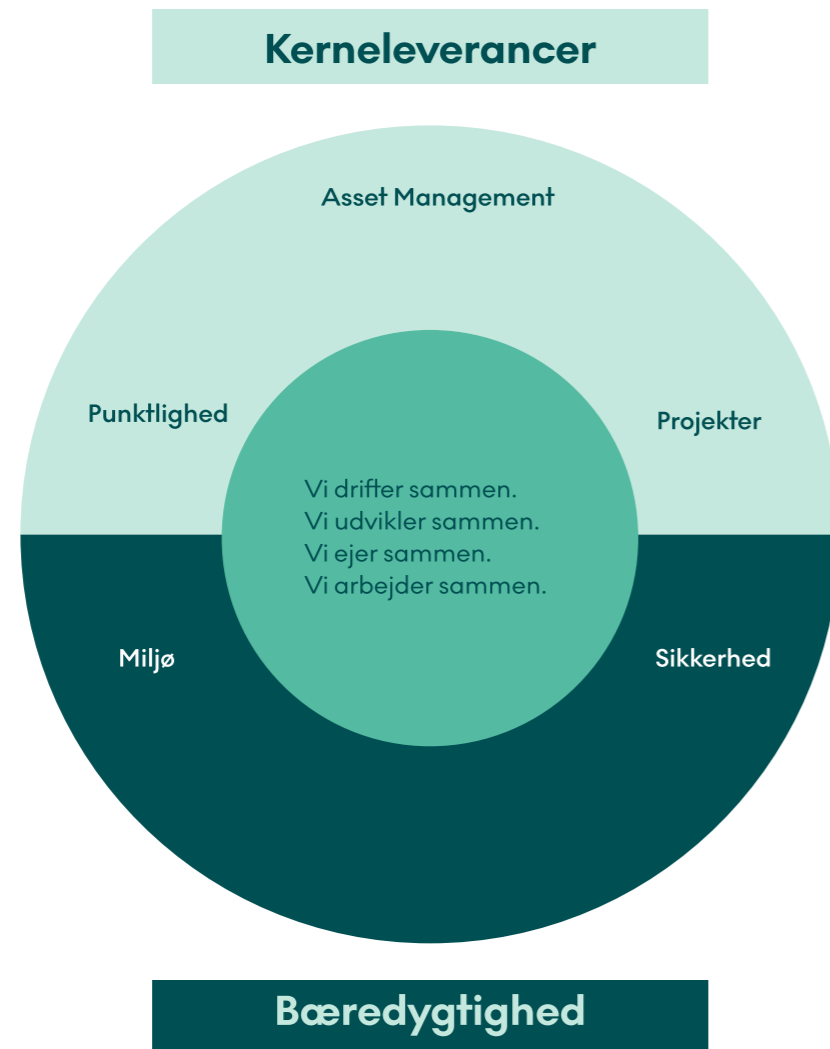 Kerneleverancer
Asset Management
Punktlighed
Projekter
Vi drifter sammen.
Vi udvikler sammen.
Vi ejer sammen.
Vi arbejder sammen.
Miljø
Sikkerhed
Bæredygtighed